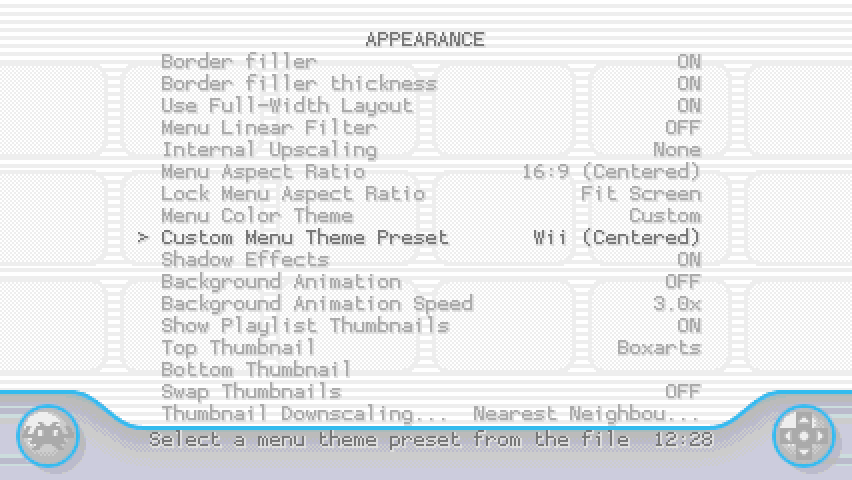 APPEARANCE
Border filler ON
Border filler thickness ON
Use Full-Width Layout ON
Menu Linear Filter OFF
Internal Upscaling None
Menu Aspect Ratio 16:9 (Centered)
Lock Menu Aspect Ratio Fit Screen
Menu Color Theme Custom
> Custom Menu Theme Preset Wii (Centered)
Shadow Effects ON
Background Animation OFF
Background Animation Speed 3.0x
Show Playlist Thumbnails ON
Top Thumbnail Boxarts
Bottom Thumbnail
Swap Thumbnails OFF
Thumbnail Downscaling... Nearest Neighbou...
Select a menu theme preset from the file 12:28